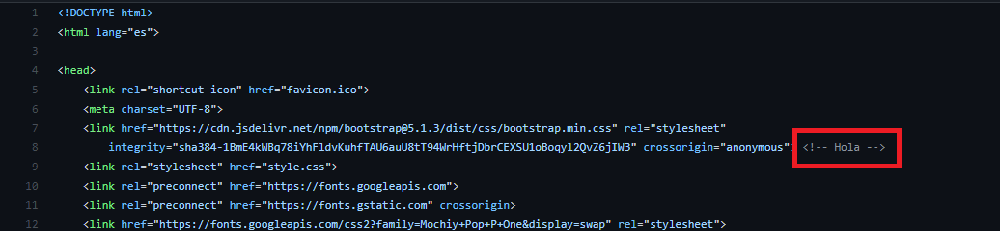 1 <!DOCTYPE html>
2 <html lang="es">
3
4 <head>
5 <link rel="shortcut icon" href="favicon.ico">
6 <meta charset="UTF-8">
7 <link href="https://cdn.jsdelivr.net/npm/bootstrap@5.1.3/dist/css/bootstrap.min.css" rel="stylesheet"
8 integrity="sha384-1BmE4kWBq78iYhFldvKuhfTAU6auU8tT94WrHftjDbrCEXSU1oBoqyl2QvZ6jIW3" crossorigin="anonymous"> <!-- Hola -->
9 <link rel="stylesheet" href="style.css">
10 <link rel="preconnect" href="https://fonts.googleapis.com">
11 <link rel="preconnect" href="https://fonts.gstatic.com" crossorigin>
12 <link href="https://fonts.googleapis.com/css2?family=Mochiy+Pop+P+One&display=swap" rel="stylesheet">